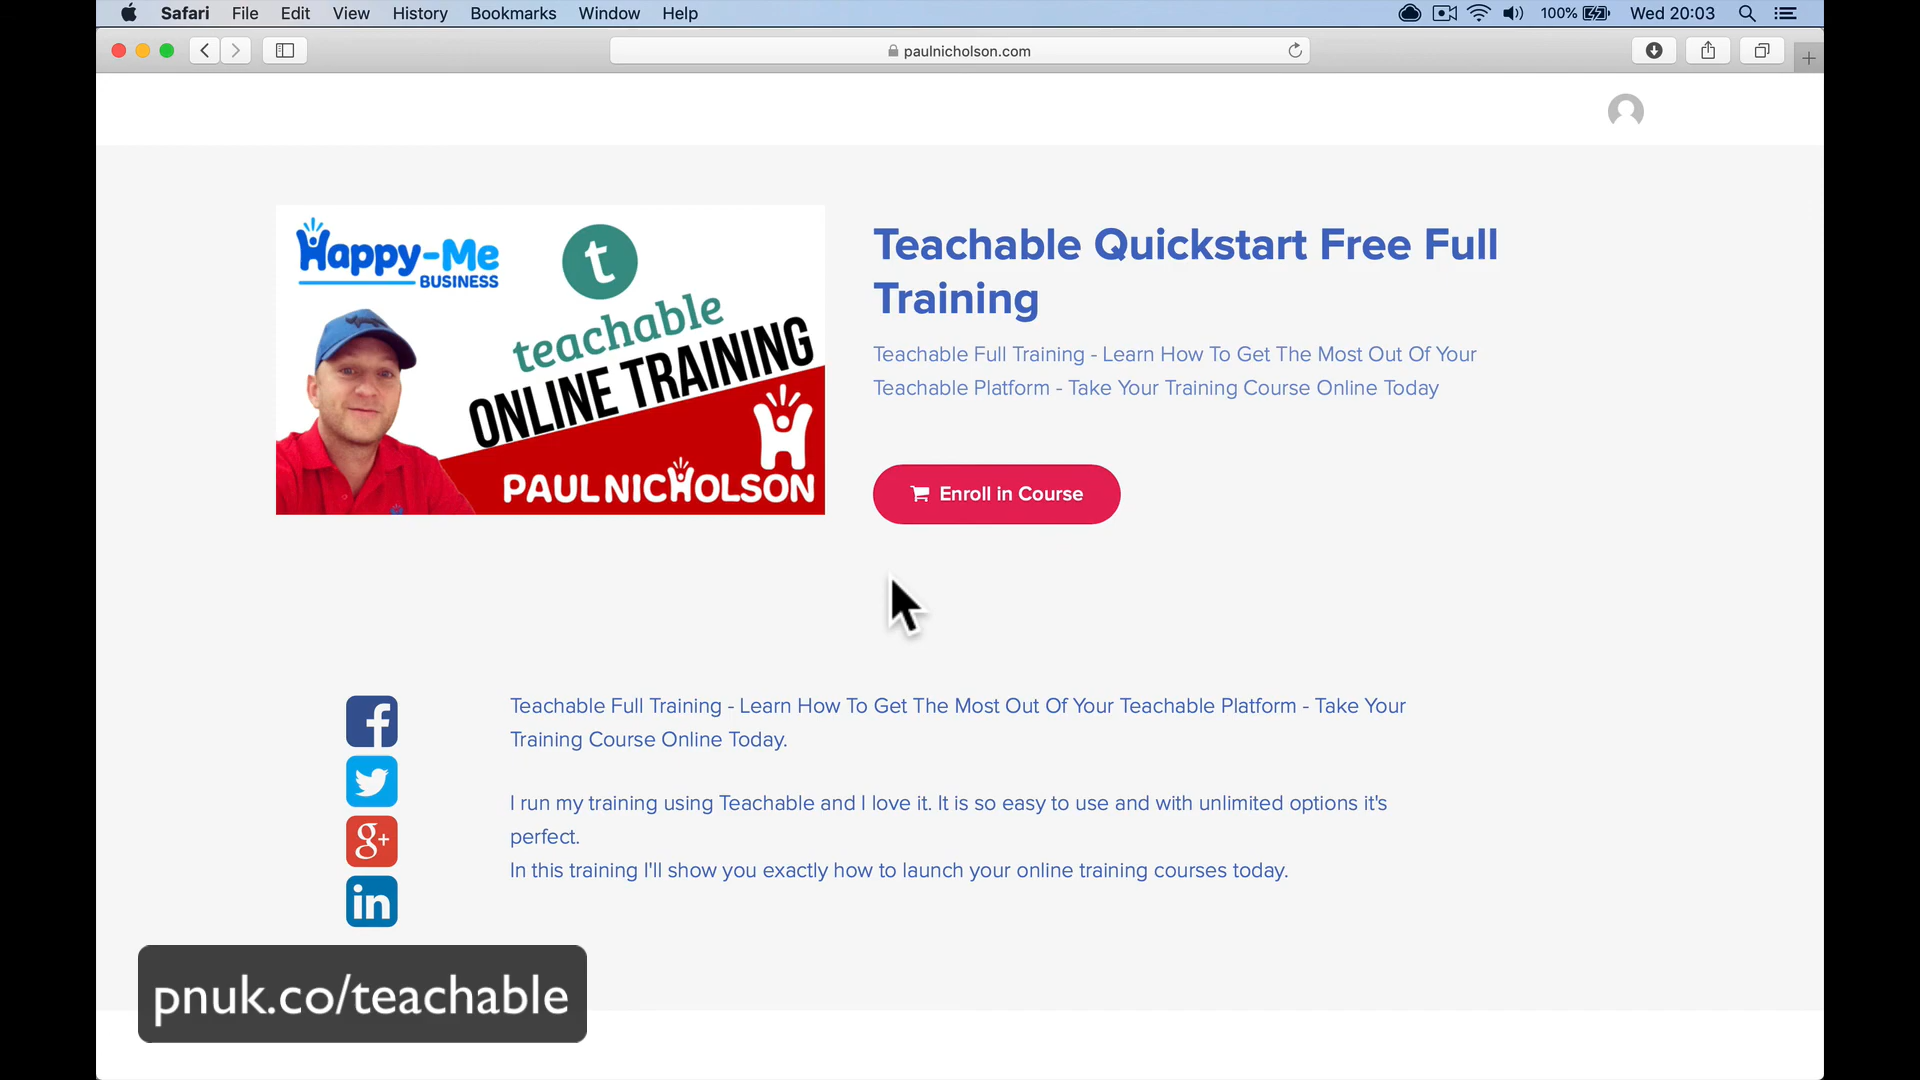 Safari File Edit View History Bookmarks Window Help 100% Wed 20:03
paulnicholson.com
Happy-Me
BUSINESS
t
teachable
ONLINE TRAINING
PAUL NICHOLSON
Teachable Quickstart Free Full
Training
Teachable Full Training - Learn How To Get The Most Out Of Your
Teachable Platform - Take Your Training Course Online Today
Enroll in Course
Teachable Full Training - Learn How To Get The Most Out Of Your Teachable Platform - Take Your
Training Course Online Today.
I run my training using Teachable and I love it. It is so easy to use and with unlimited options it's
perfect.
In this training I'll show you exactly how to launch your online training courses today.
f
g+
in
pnuk.co/teachable